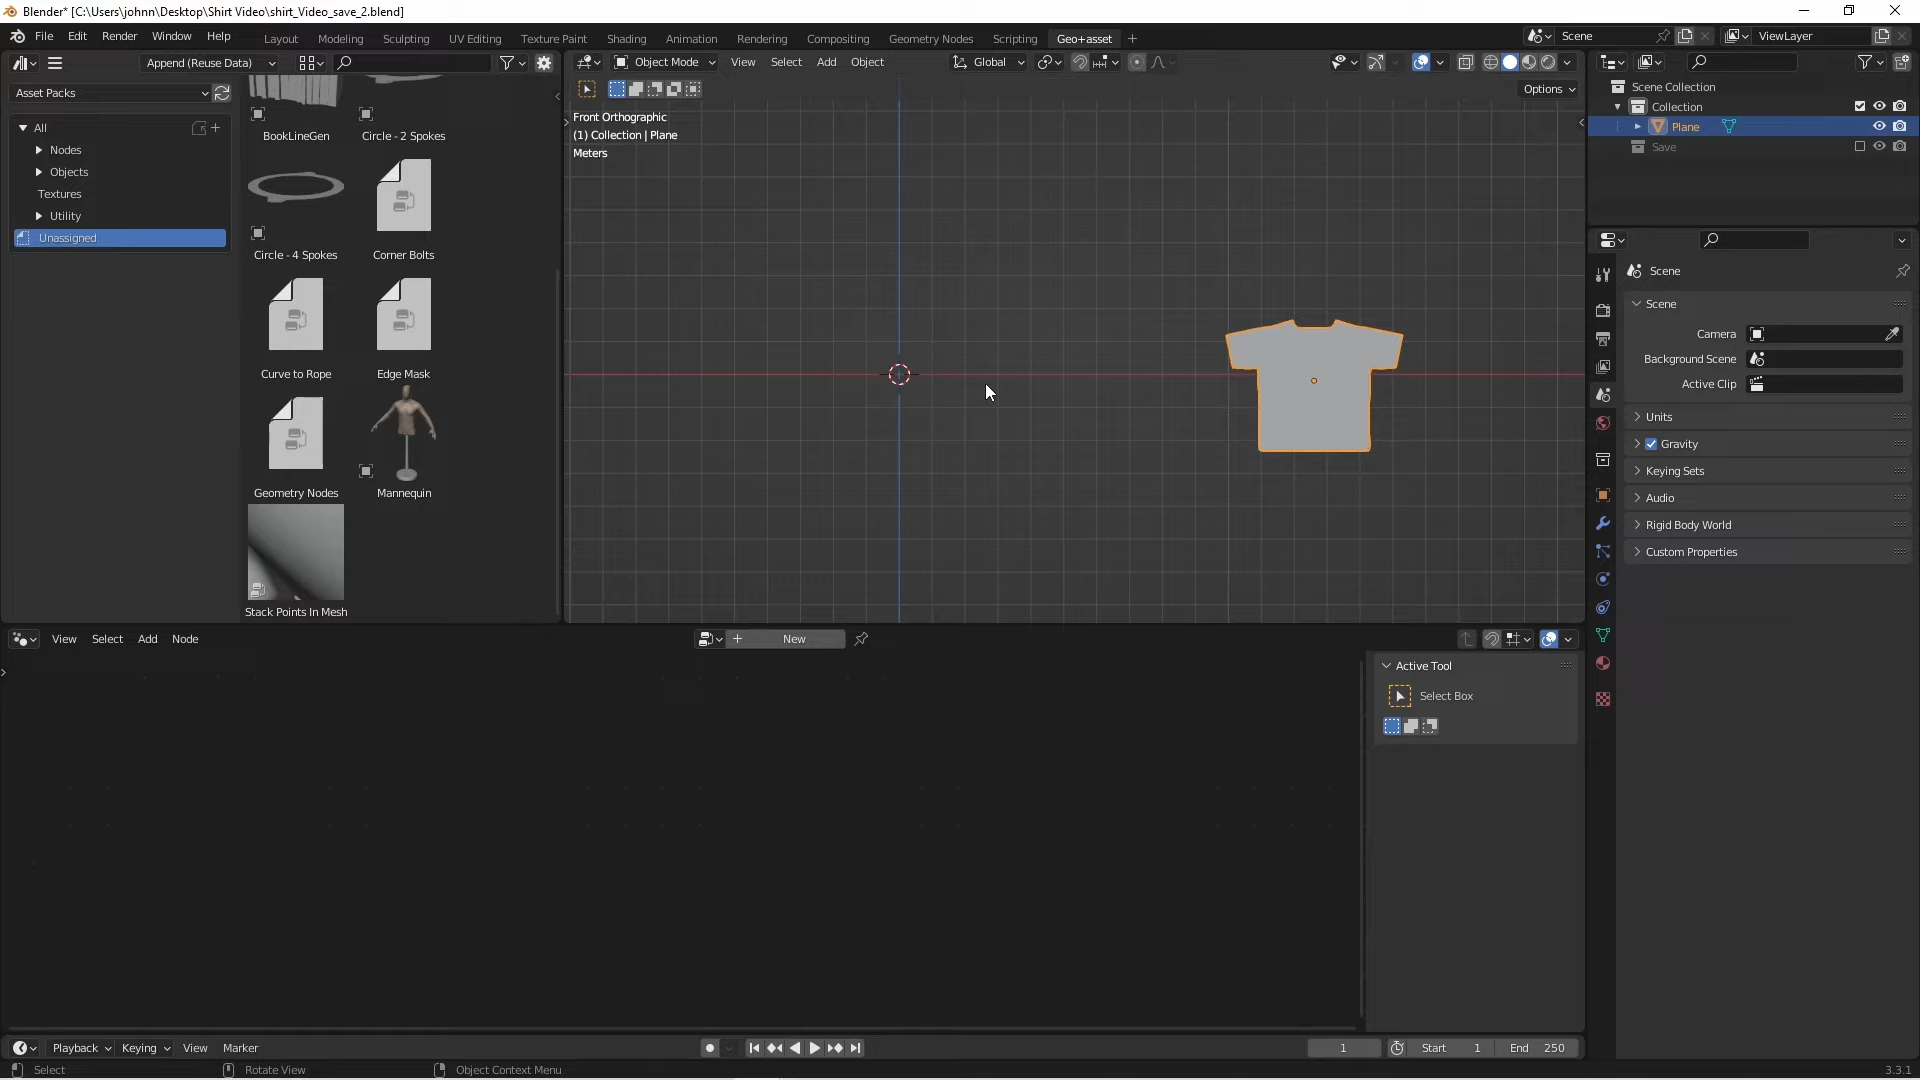 Blender* [C:\Users\johnn\Desktop\Shirt Video\shirt_Video_save_2.blend]
File Edit Render Window Help
Layout Modeling Sculpting UV Editing Texture Paint Shading Animation Rendering Compositing Geometry Nodes Scripting Geo+asset
Scene
ViewLayer
Append (Reuse Data)
Object Mode View Select Add Object
Global
Options
Asset Packs
All
Nodes
Objects
Textures
Utility
Unassigned
BookLineGen
Circle - 2 Spokes
Circle - 4 Spokes
Corner Bolts
Curve to Rope
Edge Mask
Geometry Nodes
Mannequin
Stack Points In Mesh
Front Orthographic
(1) Collection | Plane
Meters
Scene Collection
Collection
Plane
Save
Scene
Scene
Camera
Background Scene
Active Clip
Units
Gravity
Keying Sets
Audio
Rigid Body World
Custom Properties
View Select Add Node
New
Active Tool
Select Box
Playback Keying View Marker
1
Start 1
End 250
Select
Rotate View
Object Context Menu
3.3.1